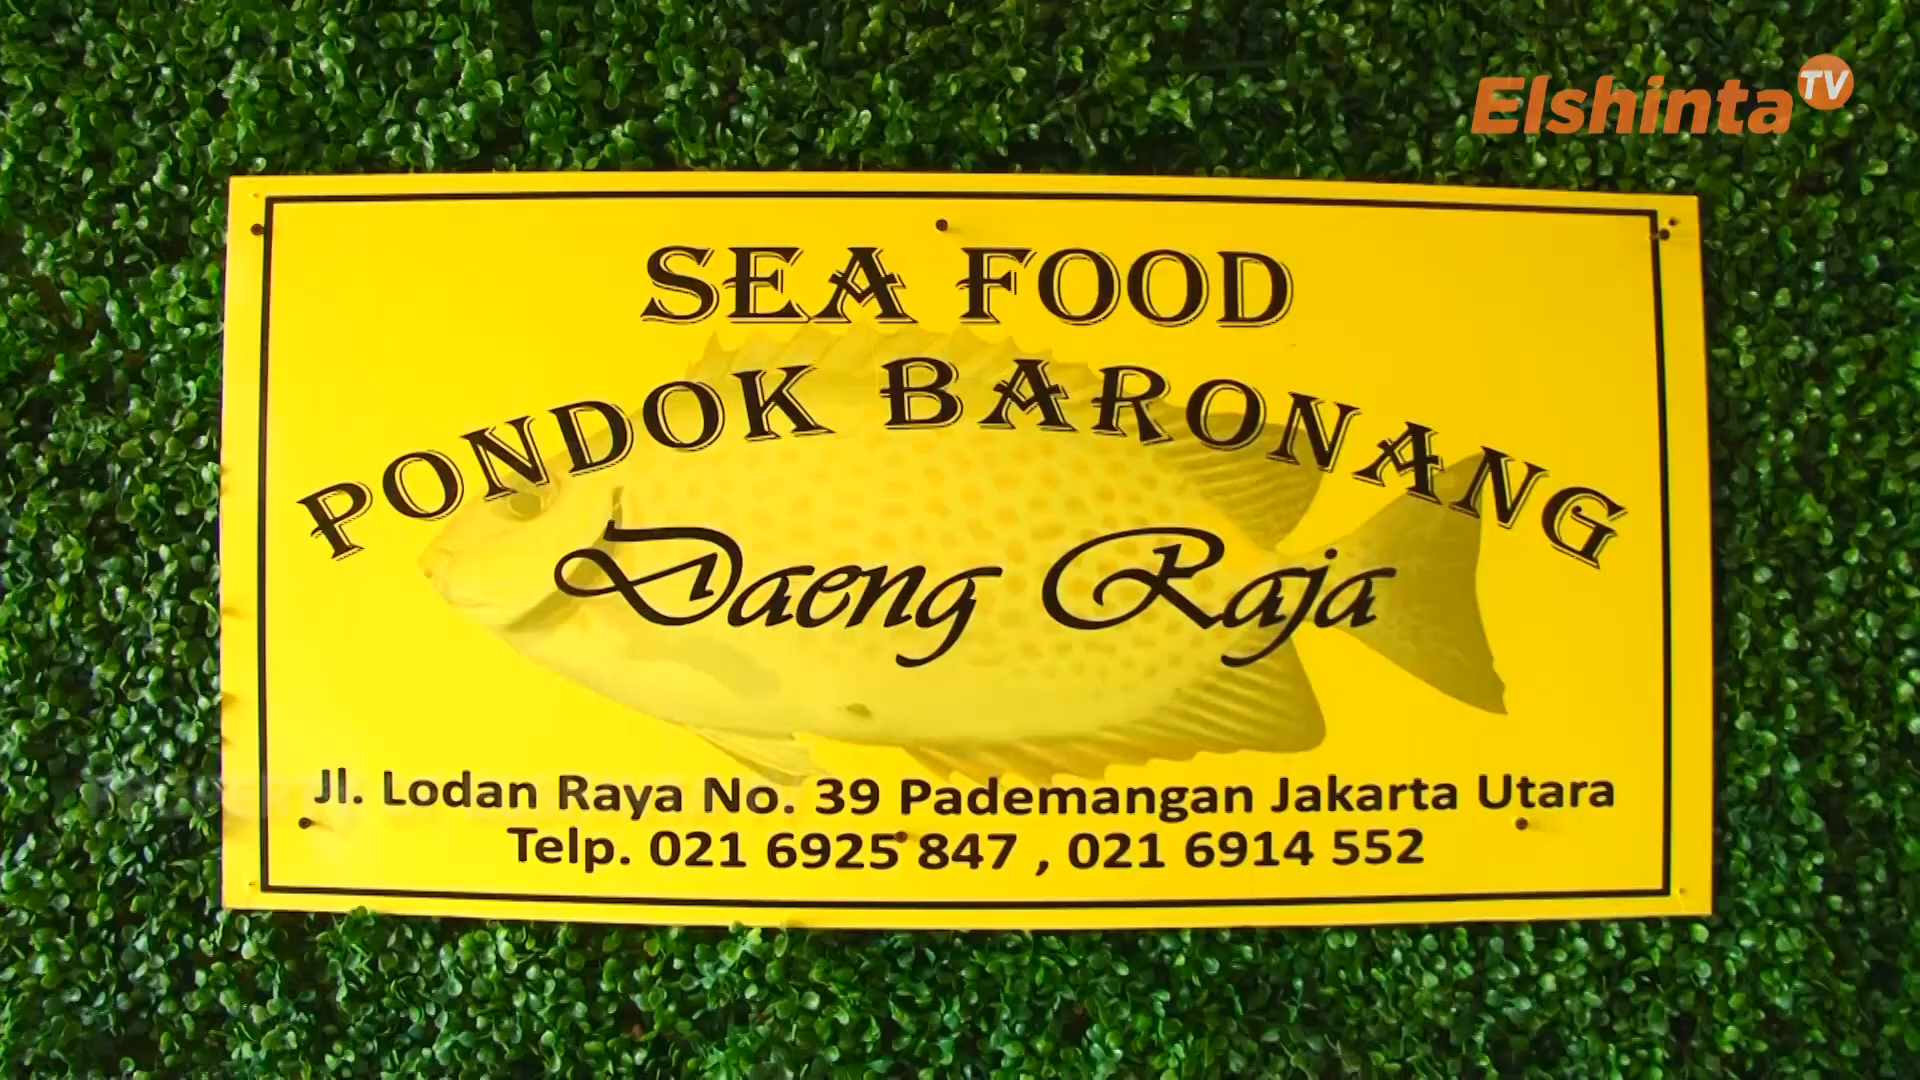 Elshinta TV
SEA FOOD
PONDOK BARONANG
Daeng Raja
Jl. Lodan Raya No. 39 Pademangan Jakarta Utara
Telp. 021 6925 847 , 021 6914 552